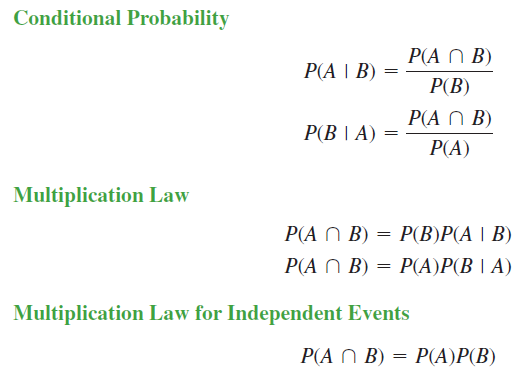 Conditional Probability
P(A | B) = P(A ∩ B) / P(B)
P(B | A) = P(A ∩ B) / P(A)
Multiplication Law
P(A ∩ B) = P(B)P(A | B)
P(A ∩ B) = P(A)P(B | A)
Multiplication Law for Independent Events
P(A ∩ B) = P(A)P(B)